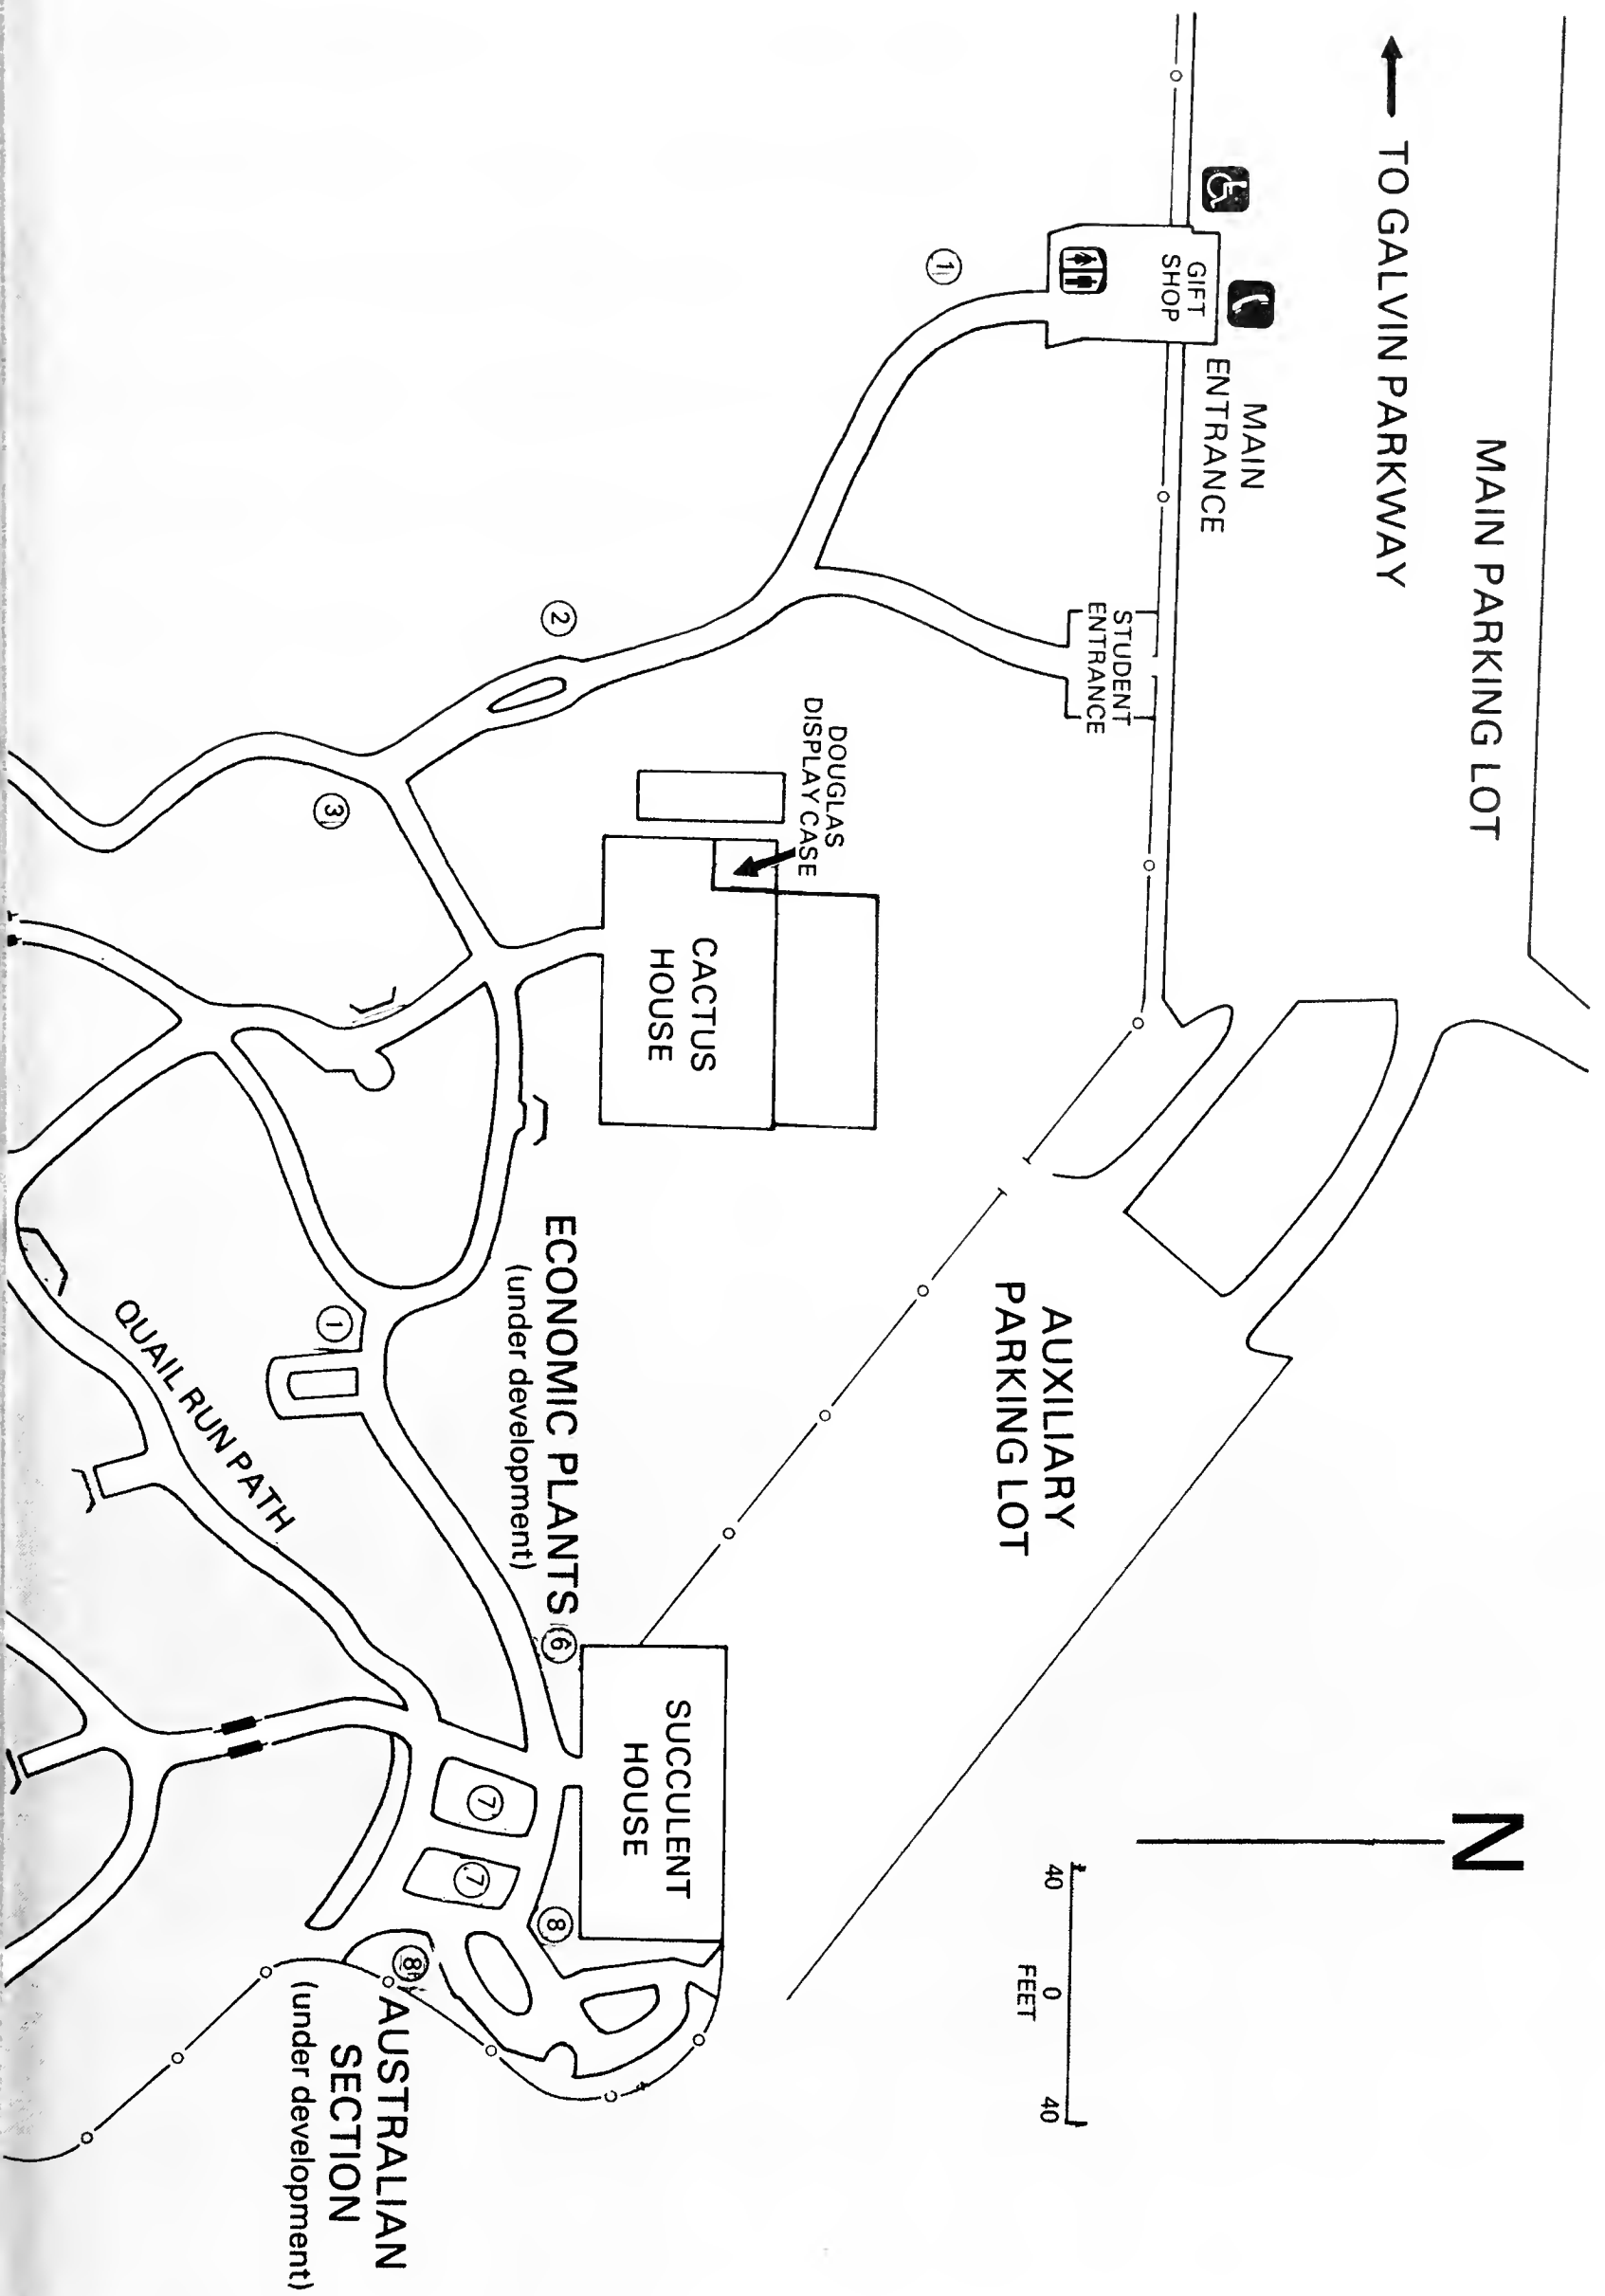 TO GALVIN PARKWAY
MAIN PARKING LOT
GIFT
SHOP
MAIN
ENTRANCE
1
STUDENT
ENTRANCE
2
DOUGLAS
DISPLAY CASE
3
CACTUS
HOUSE
AUXILIARY
PARKING LOT
ECONOMIC PLANTS
(under development)
1
QUAIL RUN PATH
6
SUCCULENT
HOUSE
7
7
8
8
N
40 0 40
FEET
AUSTRALIAN
SECTION
(under development)